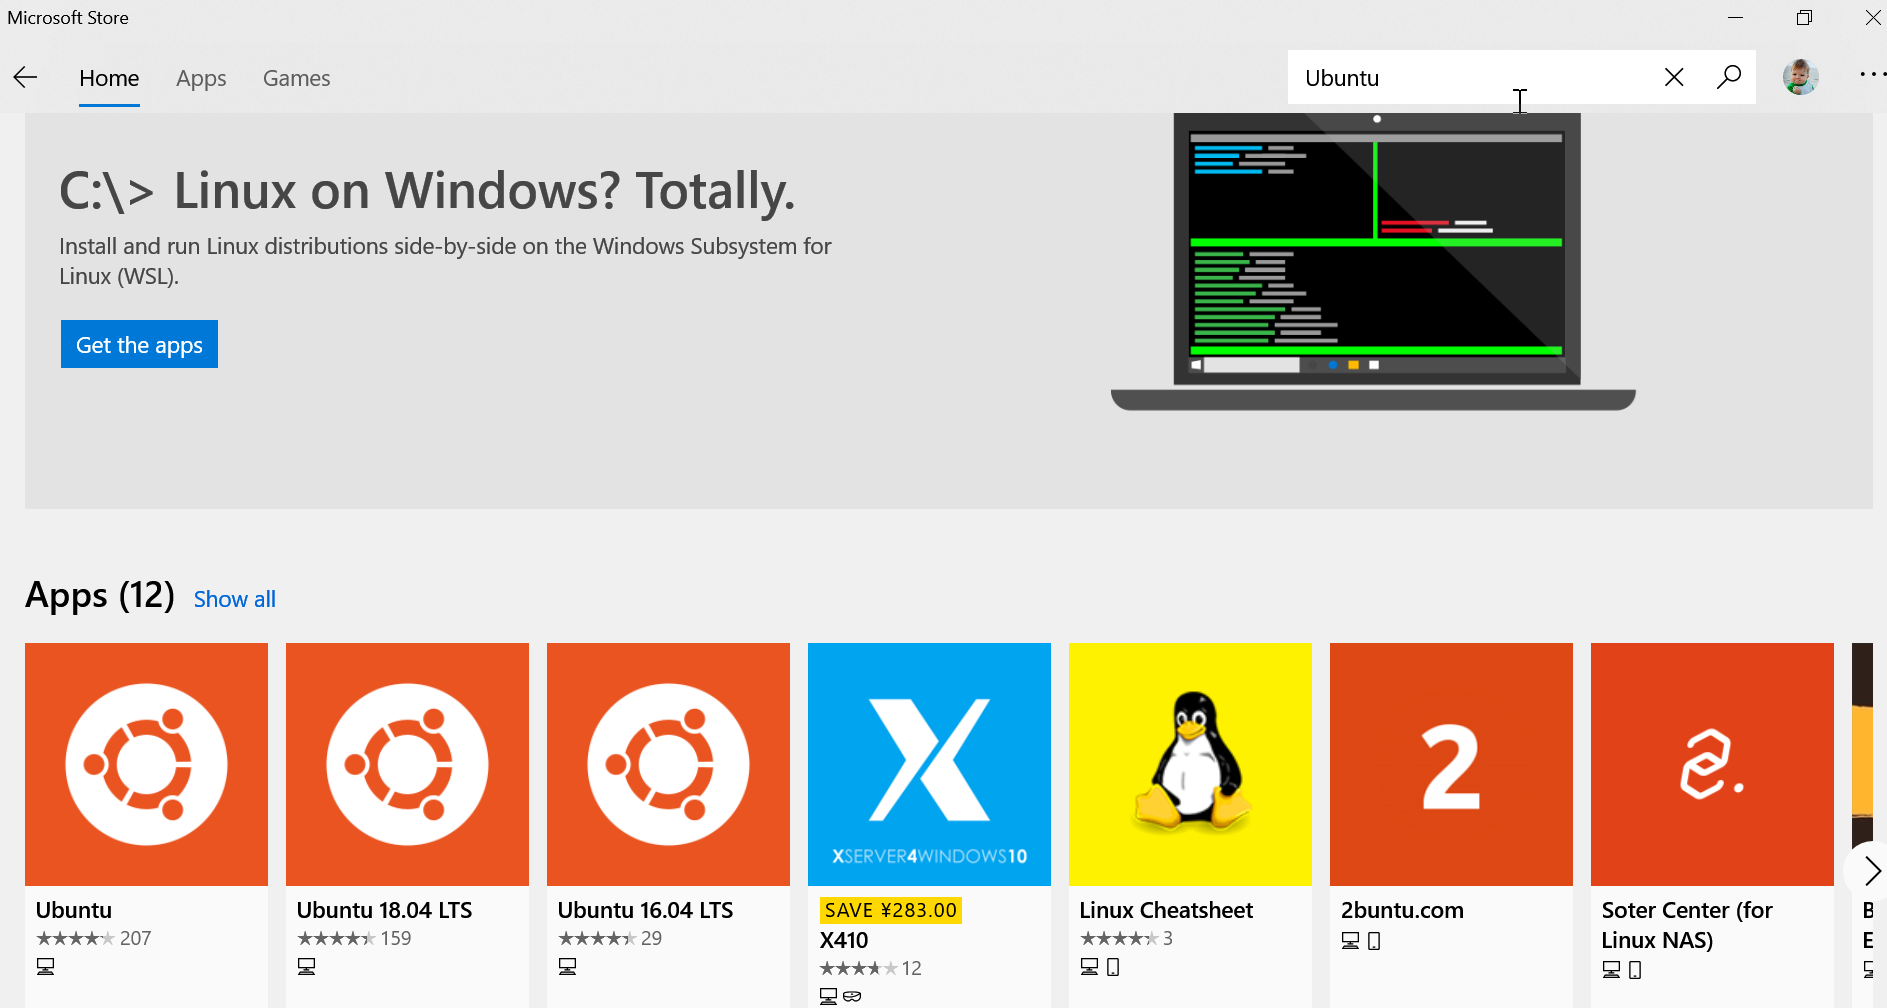 Microsoft Store
Home Apps Games
Ubuntu
C:\> Linux on Windows? Totally.
Install and run Linux distributions side-by-side on the Windows Subsystem for
Linux (WSL).
Get the apps
Apps (12) Show all
XSERVER4WINDOWS10
2
Ubuntu
207
Ubuntu 18.04 LTS
159
Ubuntu 16.04 LTS
29
SAVE ¥283.00
X410
12
Linux Cheatsheet
3
2buntu.com
Soter Center (for
Linux NAS)
B
E